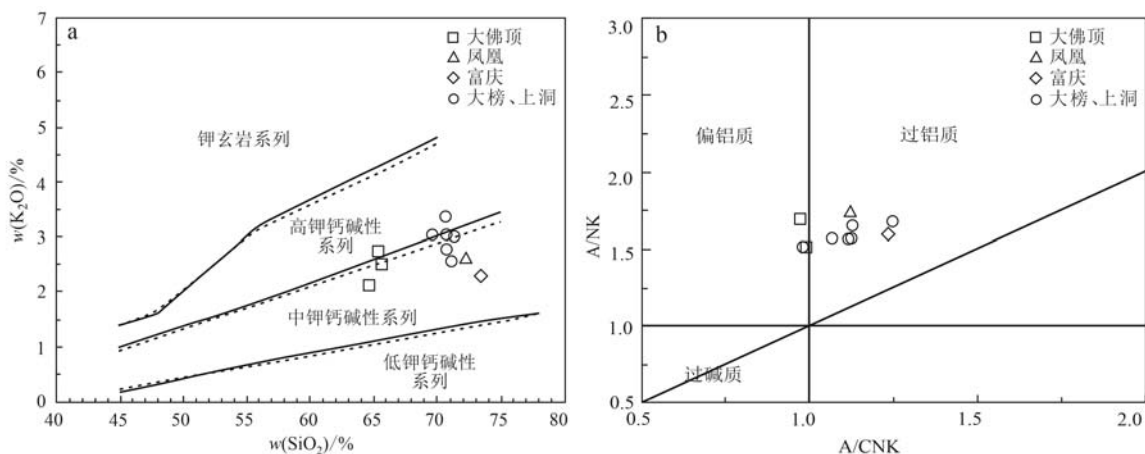 a
大佛顶
凤凰
富庆
大榜、上洞
钾玄岩系列
高钾钙碱性
系列
中钾钙碱性系列
低钾钙碱性
系列
w(K₂O)/%
7
6
5
4
3
2
1
0
40
45
50
55
60
65
70
75
80
w(SiO₂)/%
b
大佛顶
凤凰
富庆
大榜、上洞
偏铝质
过铝质
过碱质
A/NK
3.0
2.5
2.0
1.5
1.0
0.5
0.5
1.0
1.5
2.0
A/CNK